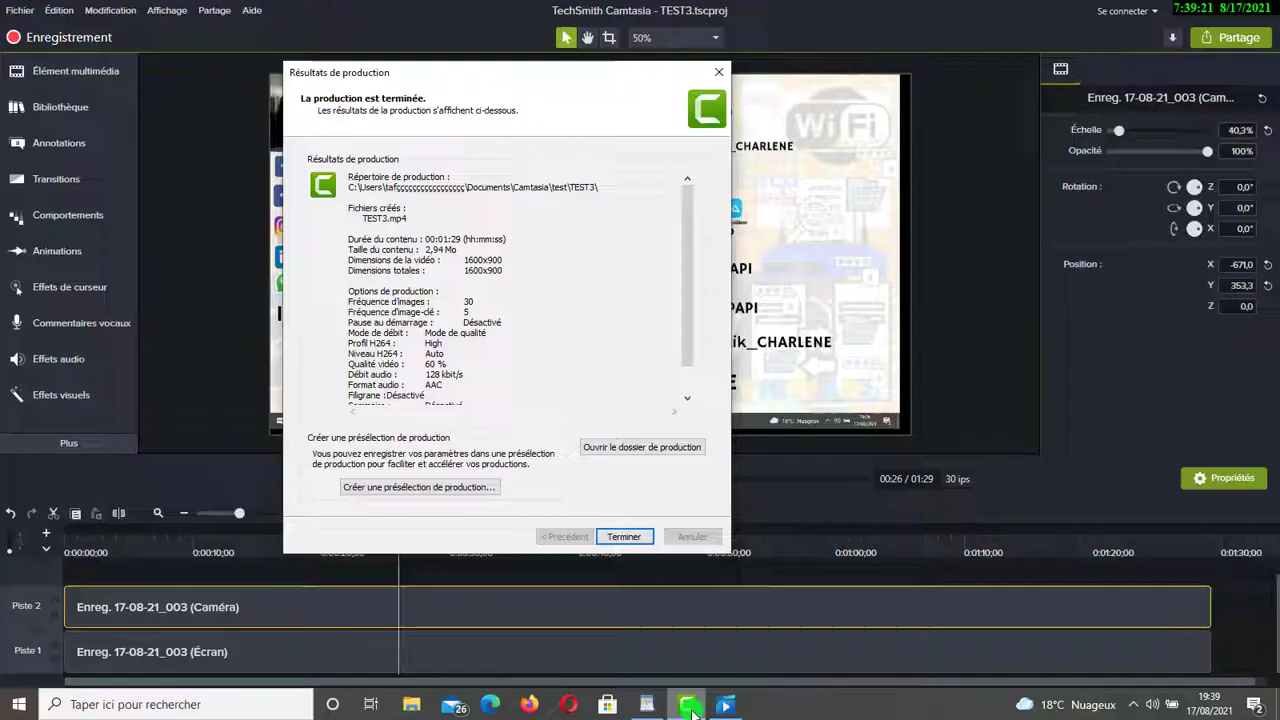 Fichier Édition Modification Affichage Partage Aide
TechSmith Camtasia - TEST3.tscproj
Se connecter
7:39:21 8/17/2021
Enregistrement
50%
Partage
Élément multimédia
Bibliothèque
Annotations
Transitions
Comportements
Animations
Effets de curseur
Commentaires vocaux
Effets audio
Effets visuels
Plus
Résultats de production
La production est terminée.
Les résultats de la production s'affichent ci-dessous.
Résultats de production
Répertoire de production :
C:\Users\tafççççççççççççççç\Documents\Camtasia\test\TEST3\
Fichiers créés :
TEST3.mp4
Durée du contenu : 00:01:29 (hh:mm:ss)
Taille du contenu : 2,94 Mo
Dimensions de la vidéo : 1600x900
Dimensions totales : 1600x900
Options de production :
Fréquence d'images : 30
Fréquence d'image-clé : 5
Pause au démarrage : Désactivé
Mode de débit : Mode de qualité
Profil H264 : High
Niveau H264 : Auto
Qualité vidéo : 60 %
Débit audio : 128 kbit/s
Format audio : AAC
Filigrane : Désactivé
Créer une présélection de production
Vous pouvez enregistrer vos paramètres dans une présélection
de production pour faciliter et accélérer vos productions.
Ouvrir le dossier de production
Créer une présélection de production...
< Précédent
Terminer
Annuler
WiFi
_CHARLENE
API
PAPI
ik_CHARLENE
E
18°C Nuageux
Enreg. 17-08-21_003 (Cam...
Échelle 40,3%
Opacité 100%
Rotation : Z 0,0°
Y 0,0°
X 0,0°
Position : X -671,0
Y 353,3
Z 0,0
00:26 / 01:29 30 ips
Propriétés
0:00:00;00
0:00:10;00
0:01:00;00
0:01:10;00
0:01:20;00
0:01:30;00
Piste 2
Enreg. 17-08-21_003 (Caméra)
Piste 1
Enreg. 17-08-21_003 (Écran)
Taper ici pour rechercher
26
18°C Nuageux
19:39
17/08/2021
2